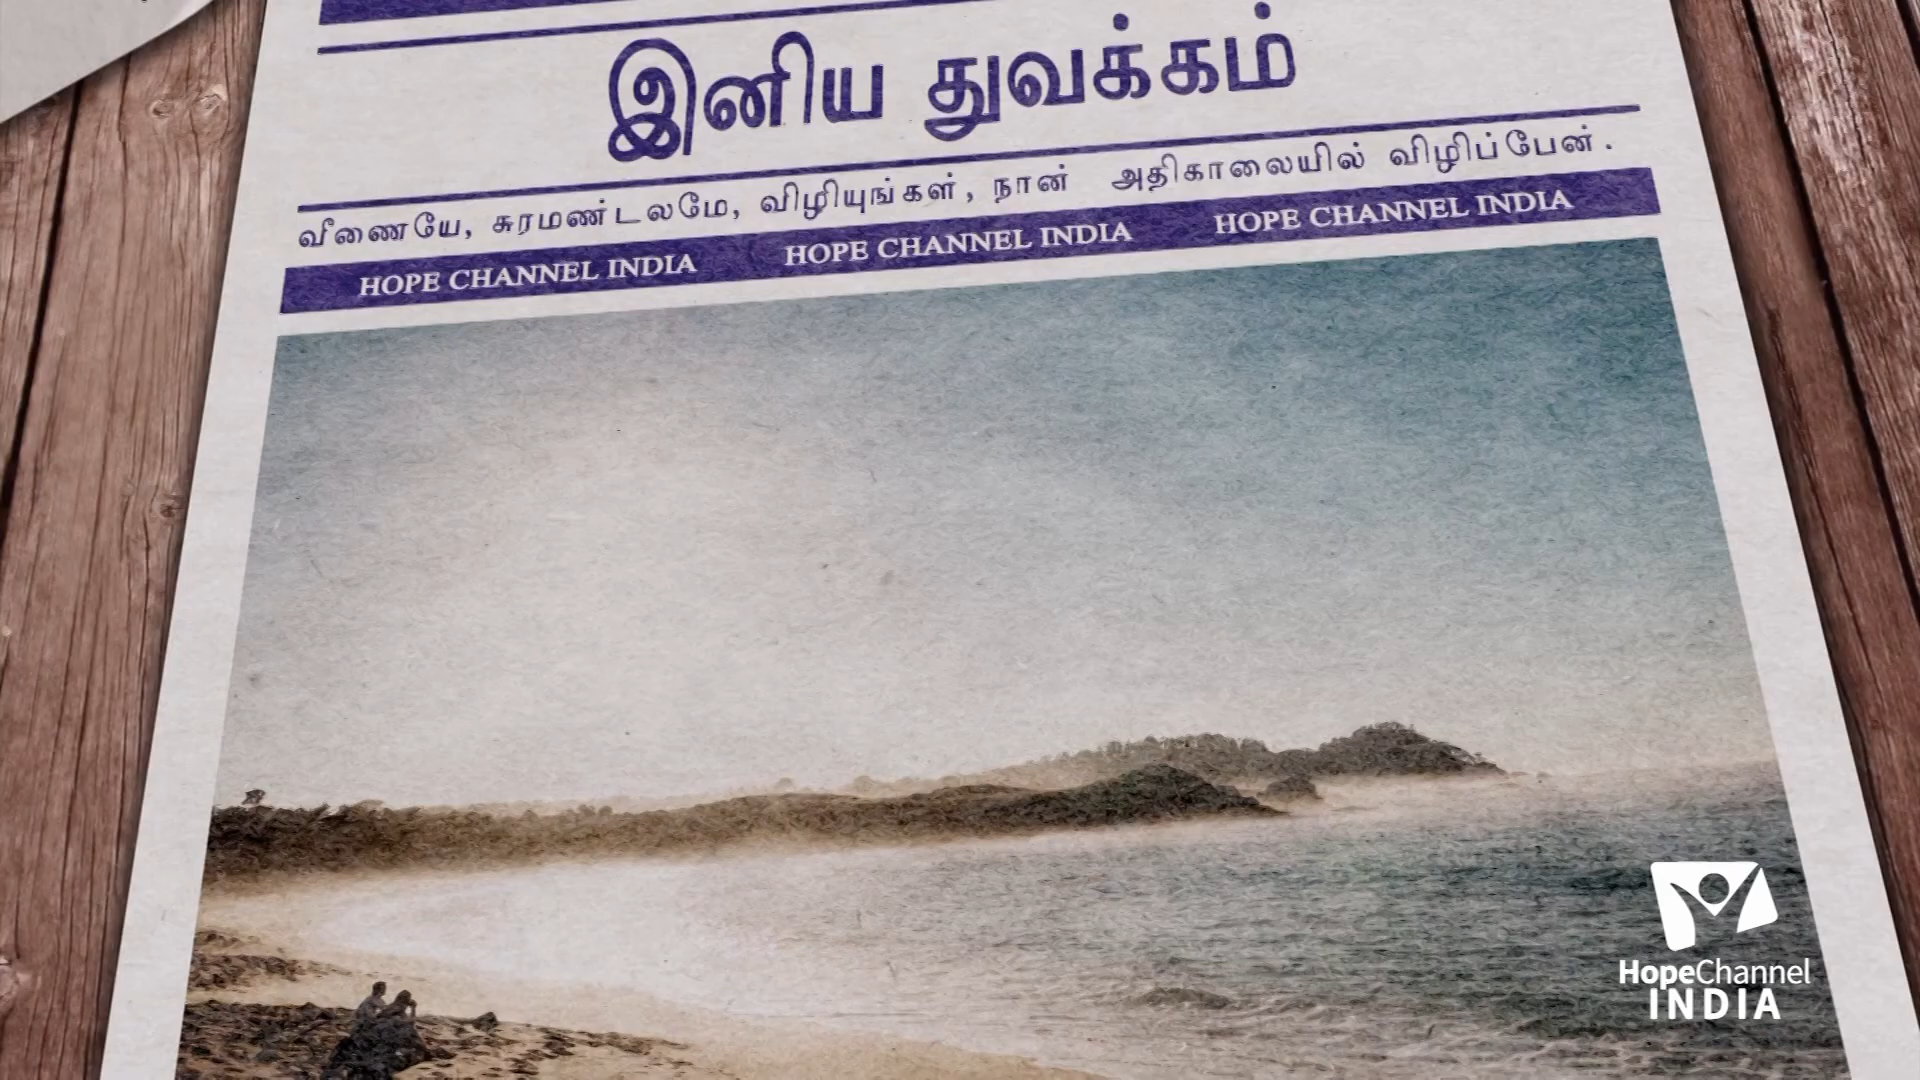 இனிய துவக்கம்
வீணையே, சுரமண்டலமே, விழியுங்கள், நான் அதிகாலையில் விழிப்பேன்.
HOPE CHANNEL INDIA HOPE CHANNEL INDIA HOPE CHANNEL INDIA
HopeChannel
INDIA